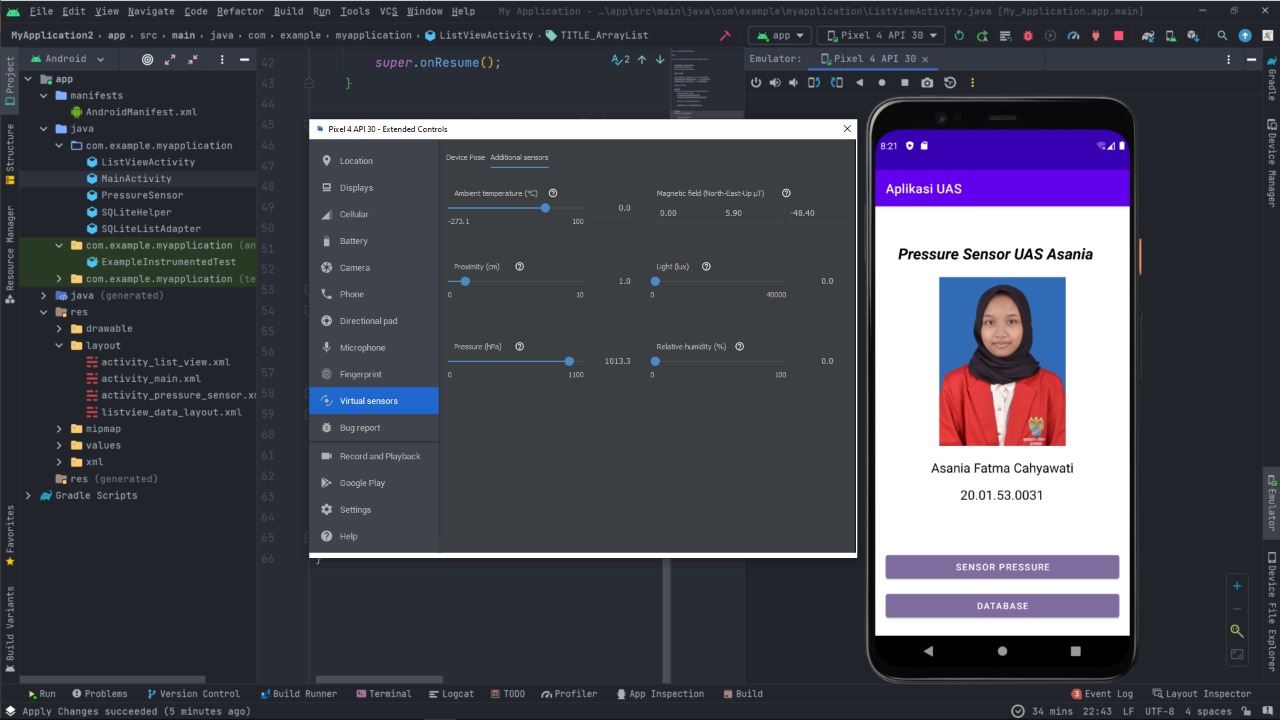 File Edit View Navigate Code Refactor Build Run Tools VCS Window Help My Application - ...\app\src\main\java\com\example\myapplication\ListViewActivity.java [My_Application.app.main]
MyApplication2 app src main java com example myapplication ListViewActivity TITLE_ArrayList app Pixel 4 API 30
Project
Structure
Resource Manager
Favorites
Build Variants
Android
app
manifests
AndroidManifest.xml
java
com.example.myapplication
ListViewActivity
MainActivity
PressureSensor
SQLiteHelper
SQLiteListAdapter
com.example.myapplication (an
ExampleInstrumentedTest
com.example.myapplication (te
java (generated)
res
drawable
layout
activity_list_view.xml
activity_main.xml
activity_pressure_sensor.xm
listview_data_layout.xml
mipmap
values
xml
res (generated)
Gradle Scripts
42 super.onResume();
43 }
2
45
46
47
48
49
50
51
52
53
54
55
56
57
58
59
60
61
62
63
64
65
66 }
Pixel 4 API 30 - Extended Controls
Location
Displays
Cellular
Battery
Camera
Phone
Directional pad
Microphone
Fingerprint
Virtual sensors
Bug report
Record and Playback
Google Play
Settings
Help
Device Pose Additional sensors
Ambient temperature (°C)
-273.1 100 0.0
Magnetic field (North-East-Up µT)
0.00 5.90 -48.40
Proximity (cm)
0 10 1.0
Light (lux)
0 40000 0.0
Pressure (hPa)
0 1100 1013.3
Relative humidity (%)
0 100 0.0
Emulator: Pixel 4 API 30
8:21
Aplikasi UAS
Pressure Sensor UAS Asania
Asania Fatma Cahyawati
20.01.53.0031
SENSOR PRESSURE
DATABASE
Gradle
Device Manager
Emulator
Device File Explorer
Run Problems Version Control Build Runner Terminal Logcat TODO Profiler App Inspection Build 3 Event Log Layout Inspector
Apply Changes succeeded (5 minutes ago) 34 mins 22:43 LF UTF-8 4 spaces